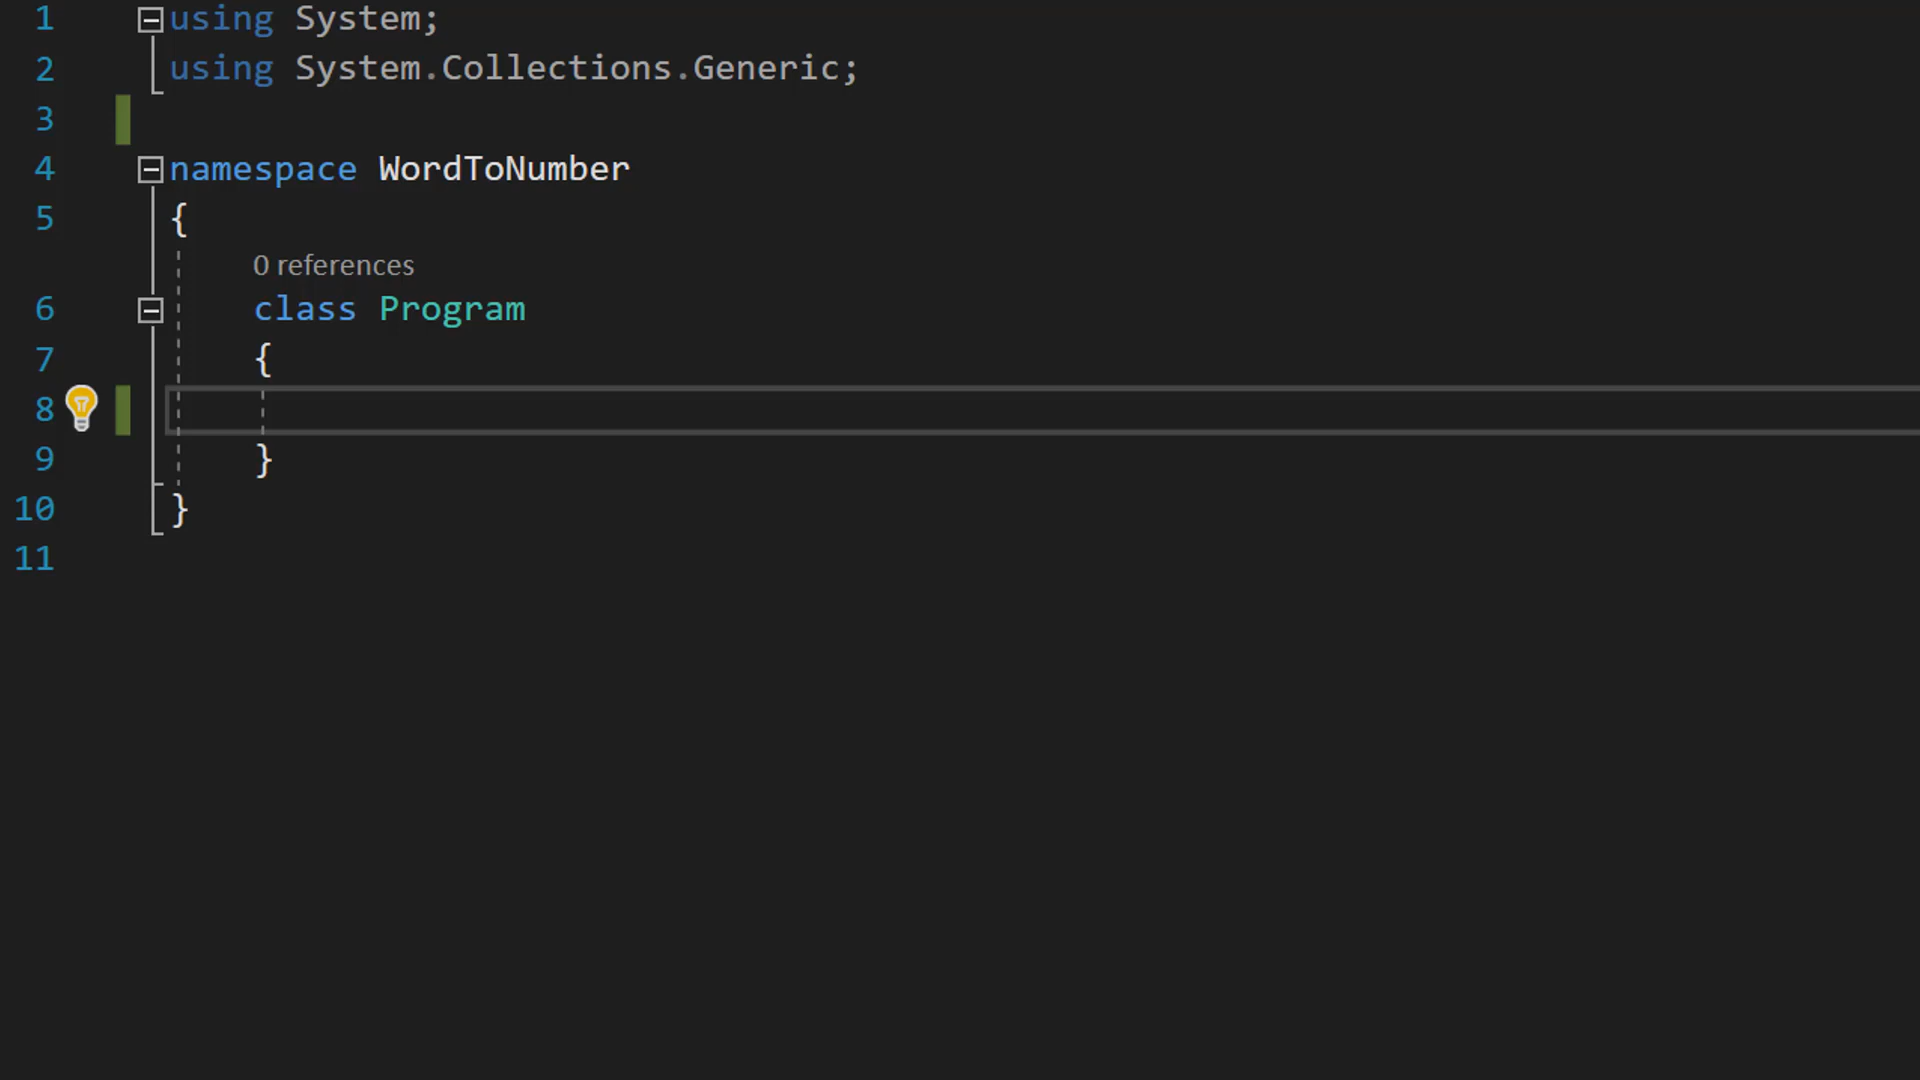 1 using System;
2 using System.Collections.Generic;
3
4 namespace WordToNumber
5 {
0 references
6 class Program
7 {
8
9 }
10 }
11